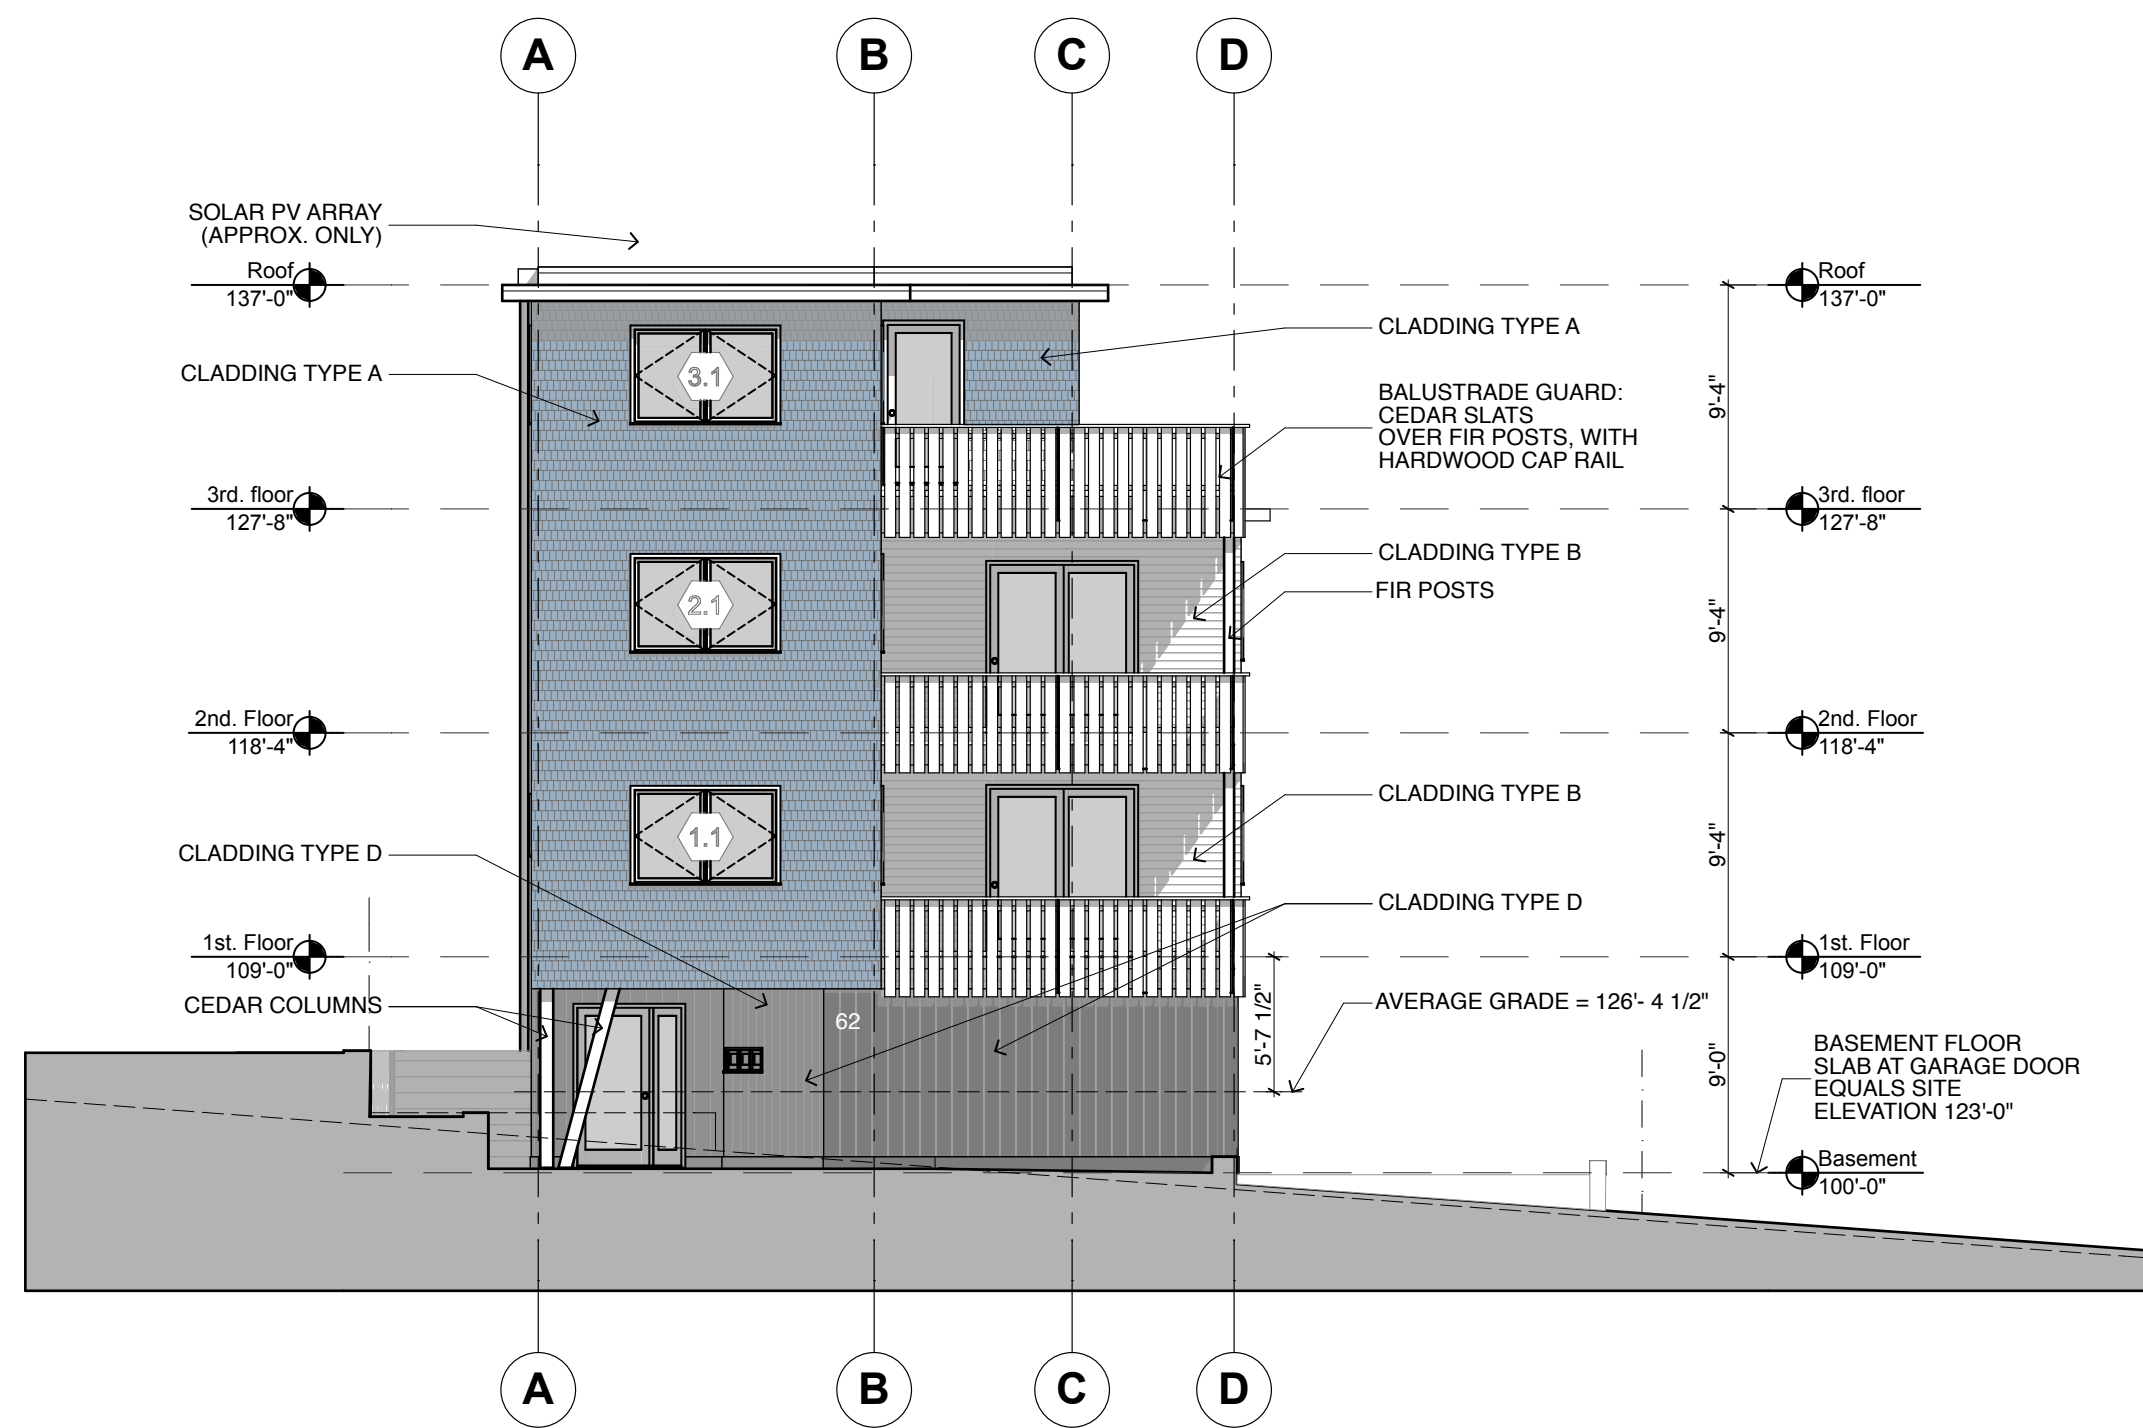 A
B
C
D
SOLAR PV ARRAY
(APPROX. ONLY)
Roof
137'-0"
Roof
137'-0"
CLADDING TYPE A
CLADDING TYPE A
3.1
BALUSTRADE GUARD:
CEDAR SLATS
OVER FIR POSTS, WITH
HARDWOOD CAP RAIL
9'-4"
3rd. floor
127'-8"
3rd. floor
127'-8"
CLADDING TYPE B
FIR POSTS
2.1
9'-4"
2nd. Floor
118'-4"
2nd. Floor
118'-4"
CLADDING TYPE B
1.1
9'-4"
CLADDING TYPE D
CLADDING TYPE D
1st. Floor
109'-0"
1st. Floor
109'-0"
CEDAR COLUMNS
62
5'-7 1/2"
AVERAGE GRADE = 126'- 4 1/2"
9'-0"
BASEMENT FLOOR
SLAB AT GARAGE DOOR
EQUALS SITE
ELEVATION 123'-0"
Basement
100'-0"
A
B
C
D